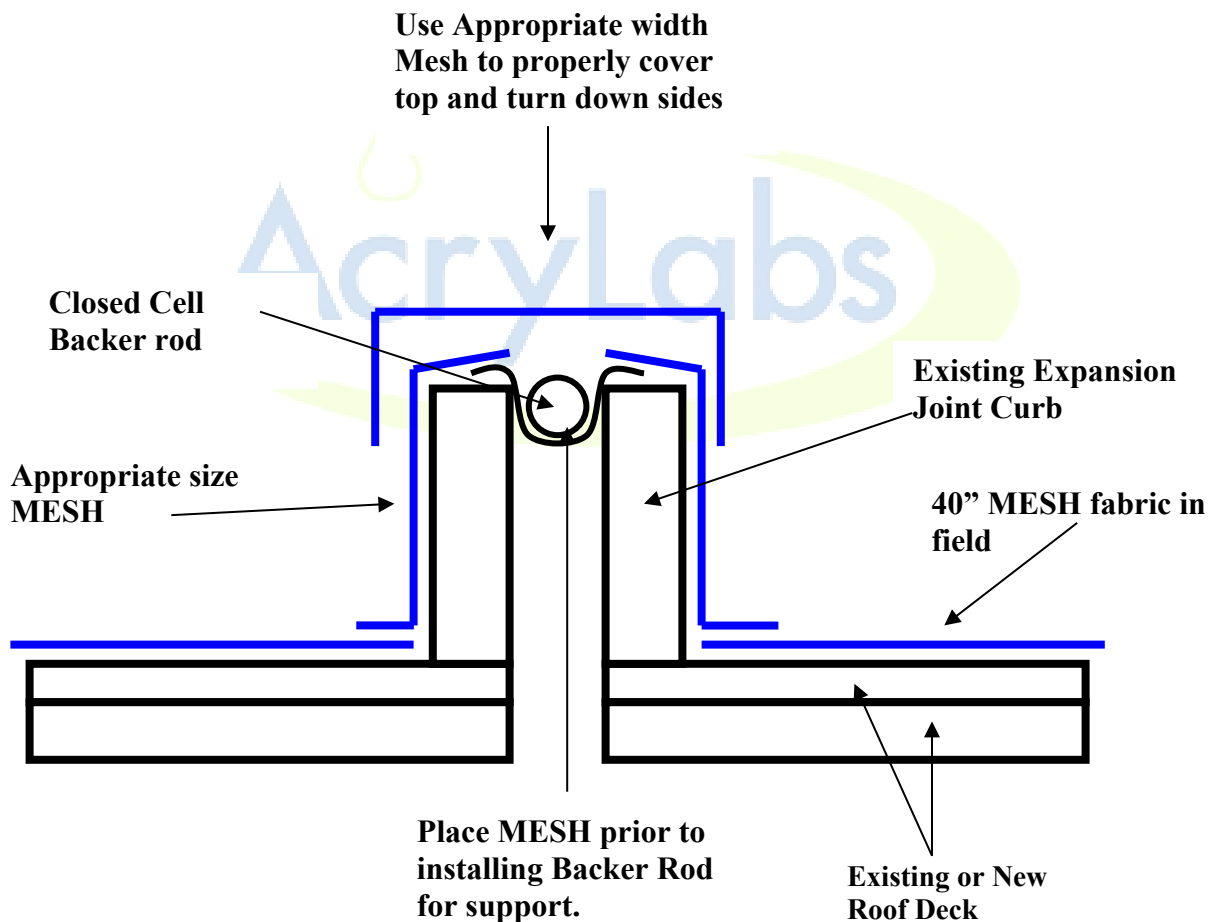 Use Appropriate width
Mesh to properly cover
top and turn down sides
AcryLabs
Closed Cell
Backer rod
Existing Expansion
Joint Curb
Appropriate size
MESH
40” MESH fabric in
field
Place MESH prior to
installing Backer Rod
for support.
Existing or New
Roof Deck